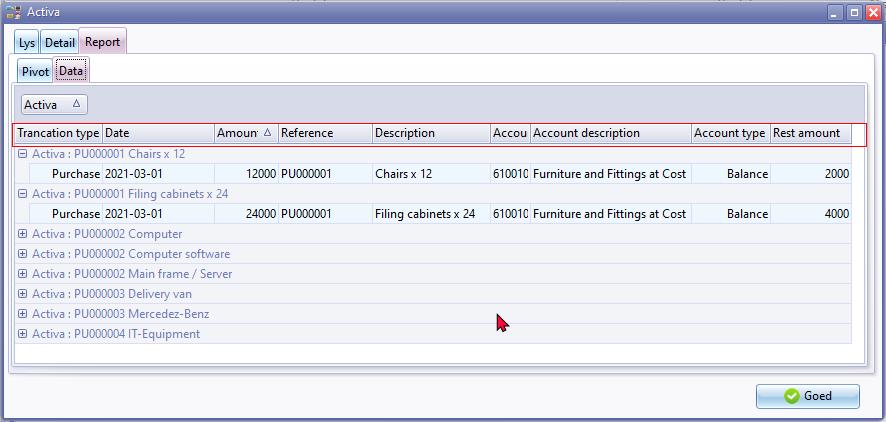 Activa
Lys Detail Report
Pivot Data
Activa
Trancation type Date Amoun Reference Description Accou Account description Account type Rest amount
Activa : PU000001 Chairs x 12
Purchase 2021-03-01 12000 PU000001 Chairs x 12 610010 Furniture and Fittings at Cost Balance 2000
Activa : PU000001 Filing cabinets x 24
Purchase 2021-03-01 24000 PU000001 Filing cabinets x 24 610010 Furniture and Fittings at Cost Balance 4000
Activa : PU000002 Computer
Activa : PU000002 Computer software
Activa : PU000002 Main frame / Server
Activa : PU000003 Delivery van
Activa : PU000003 Mercedez-Benz
Activa : PU000004 IT-Equipment
Goed